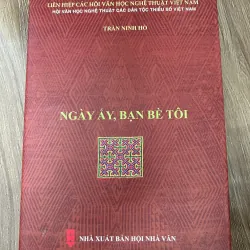 LIÊN HIỆP CÁC HỘI VĂN HỌC NGHỆ THUẬT VIỆT NAM
HỘI VĂN HỌC NGHỆ THUẬT CÁC DÂN TỘC THIỂU SỐ VIỆT NAM
TRẦN NINH HỒ
NGÀY ẤY, BẠN BÈ TÔI
NHÀ XUẤT BẢN HỘI NHÀ VĂN